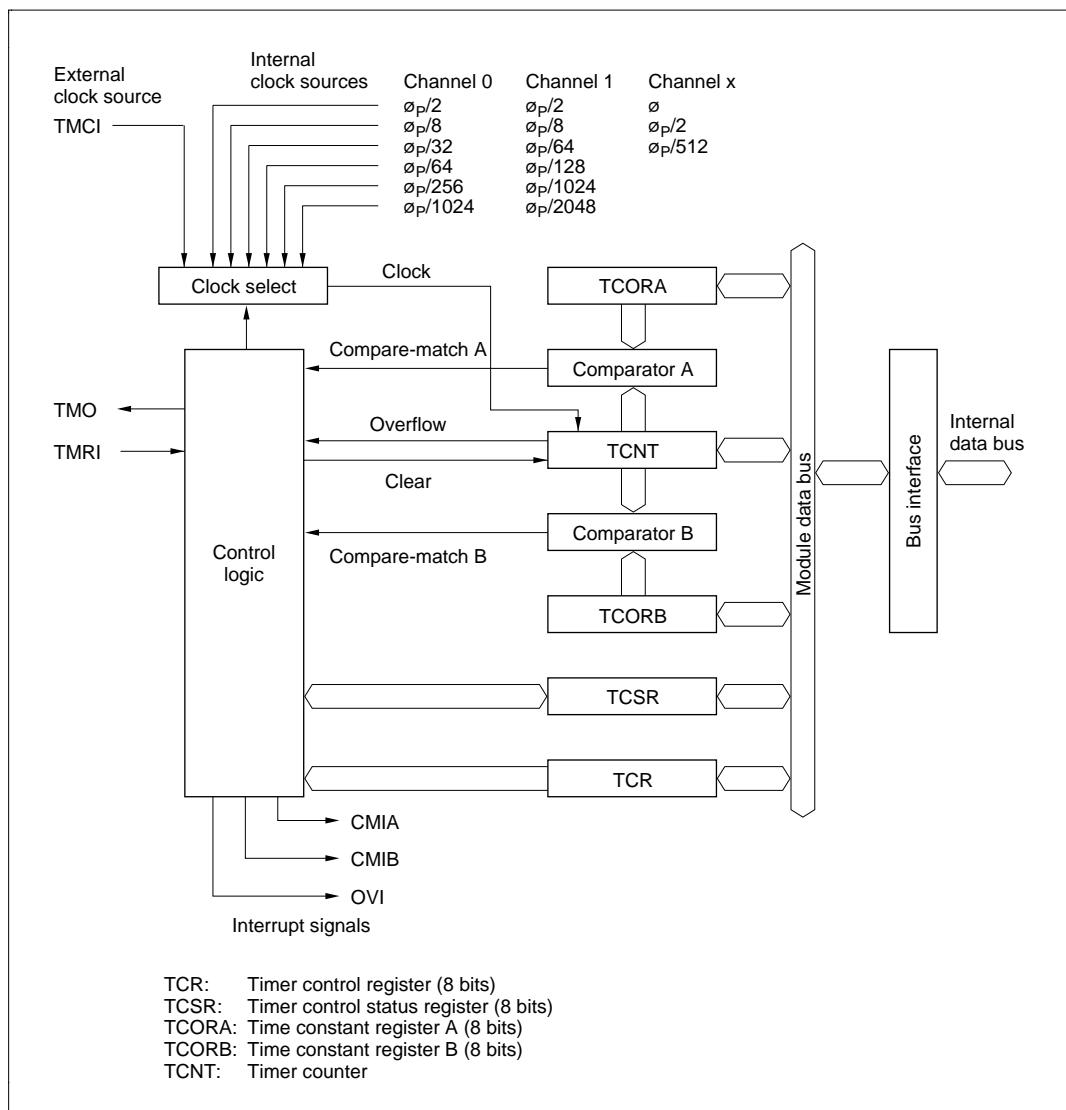 External
clock source
TMCI
Internal
clock sources
Channel 0 Channel 1 Channel x
øP/2 øP/2 ø
øP/8 øP/8 øP/2
øP/32 øP/64 øP/512
øP/64 øP/128
øP/256 øP/1024
øP/1024 øP/2048
Clock select
Clock
TCORA
Compare-match A
Comparator A
TMO
TMRI
Overflow
TCNT
Clear
Internal
data bus
Module data bus
Bus interface
Control
logic
Comparator B
Compare-match B
TCORB
TCSR
TCR
CMIA
CMIB
OVI
Interrupt signals
TCR: Timer control register (8 bits)
TCSR: Timer control status register (8 bits)
TCORA: Time constant register A (8 bits)
TCORB: Time constant register B (8 bits)
TCNT: Timer counter